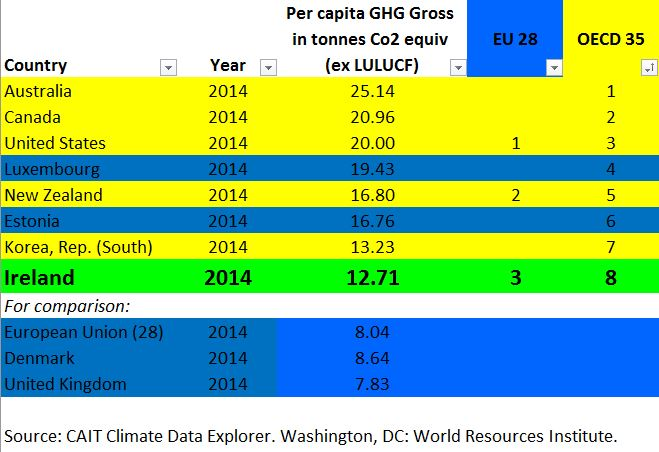 Per capita GHG Gross
in tonnes Co2 equiv EU 28 OECD 35
Country Year (ex LULUCF)
Australia 2014 25.14 1
Canada 2014 20.96 2
United States 2014 20.00 1 3
Luxembourg 2014 19.43 4
New Zealand 2014 16.80 2 5
Estonia 2014 16.76 6
Korea, Rep. (South) 2014 13.23 7
Ireland 2014 12.71 3 8
For comparison:
European Union (28) 2014 8.04
Denmark 2014 8.64
United Kingdom 2014 7.83
Source: CAIT Climate Data Explorer. Washington, DC: World Resources Institute.